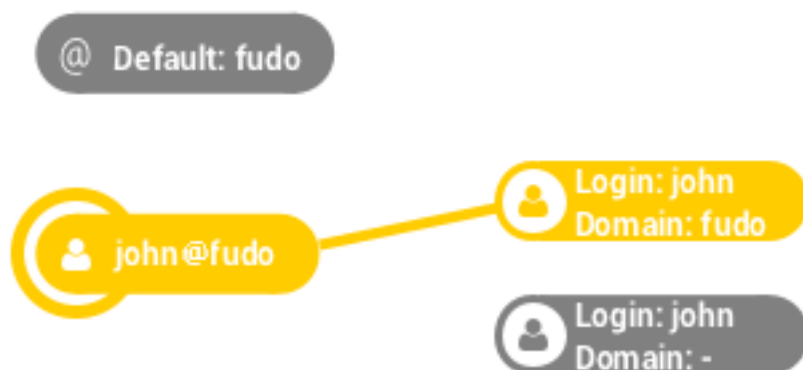 @ Default: fudo
Login: john
Domain: fudo
john@fudo
Login: john
Domain: -